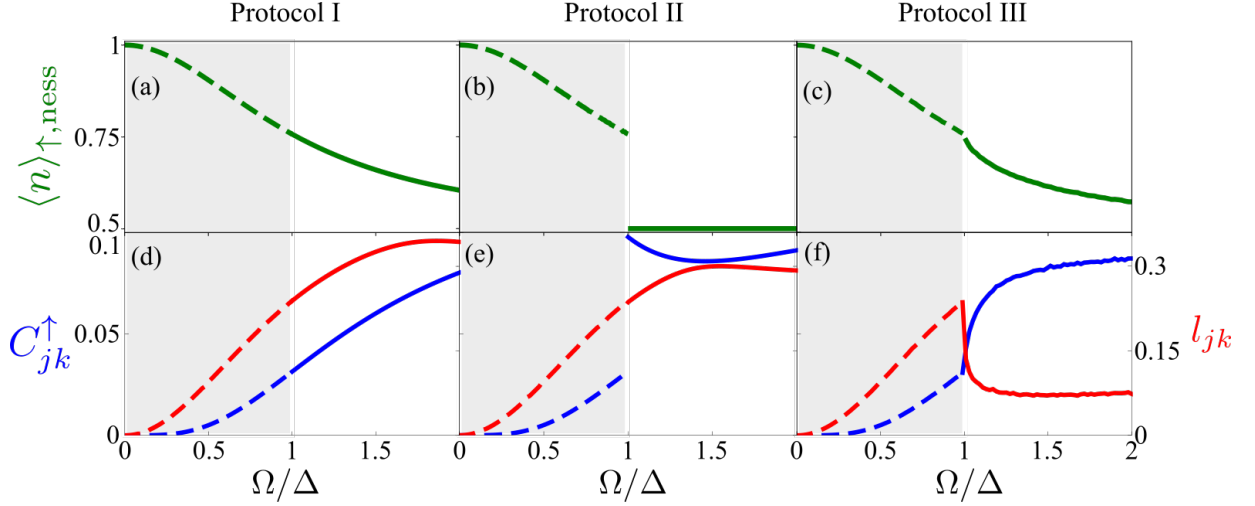 Protocol I Protocol II Protocol III
⟨n⟩↑,ness
1
0.75
0.5
(a) (b) (c)
C↑jk
0.1
0.05
0
(d) (e) (f)
0.3
0.15
0
ljk
0 0.5 1 1.5 0 0.5 1 1.5 0 0.5 1 1.5 2
Ω/Δ Ω/Δ Ω/Δ